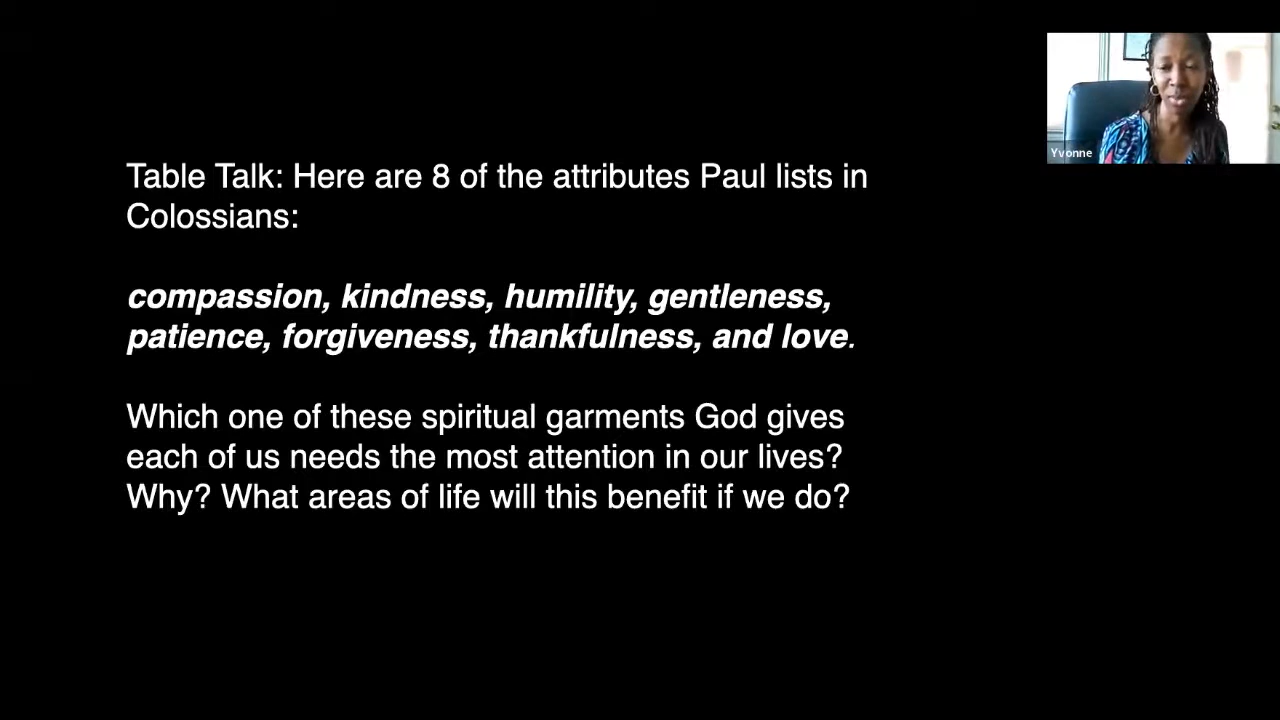 Table Talk: Here are 8 of the attributes Paul lists in
Colossians:
compassion, kindness, humility, gentleness,
patience, forgiveness, thankfulness, and love.
Which one of these spiritual garments God gives
each of us needs the most attention in our lives?
Why? What areas of life will this benefit if we do?
Yvonne